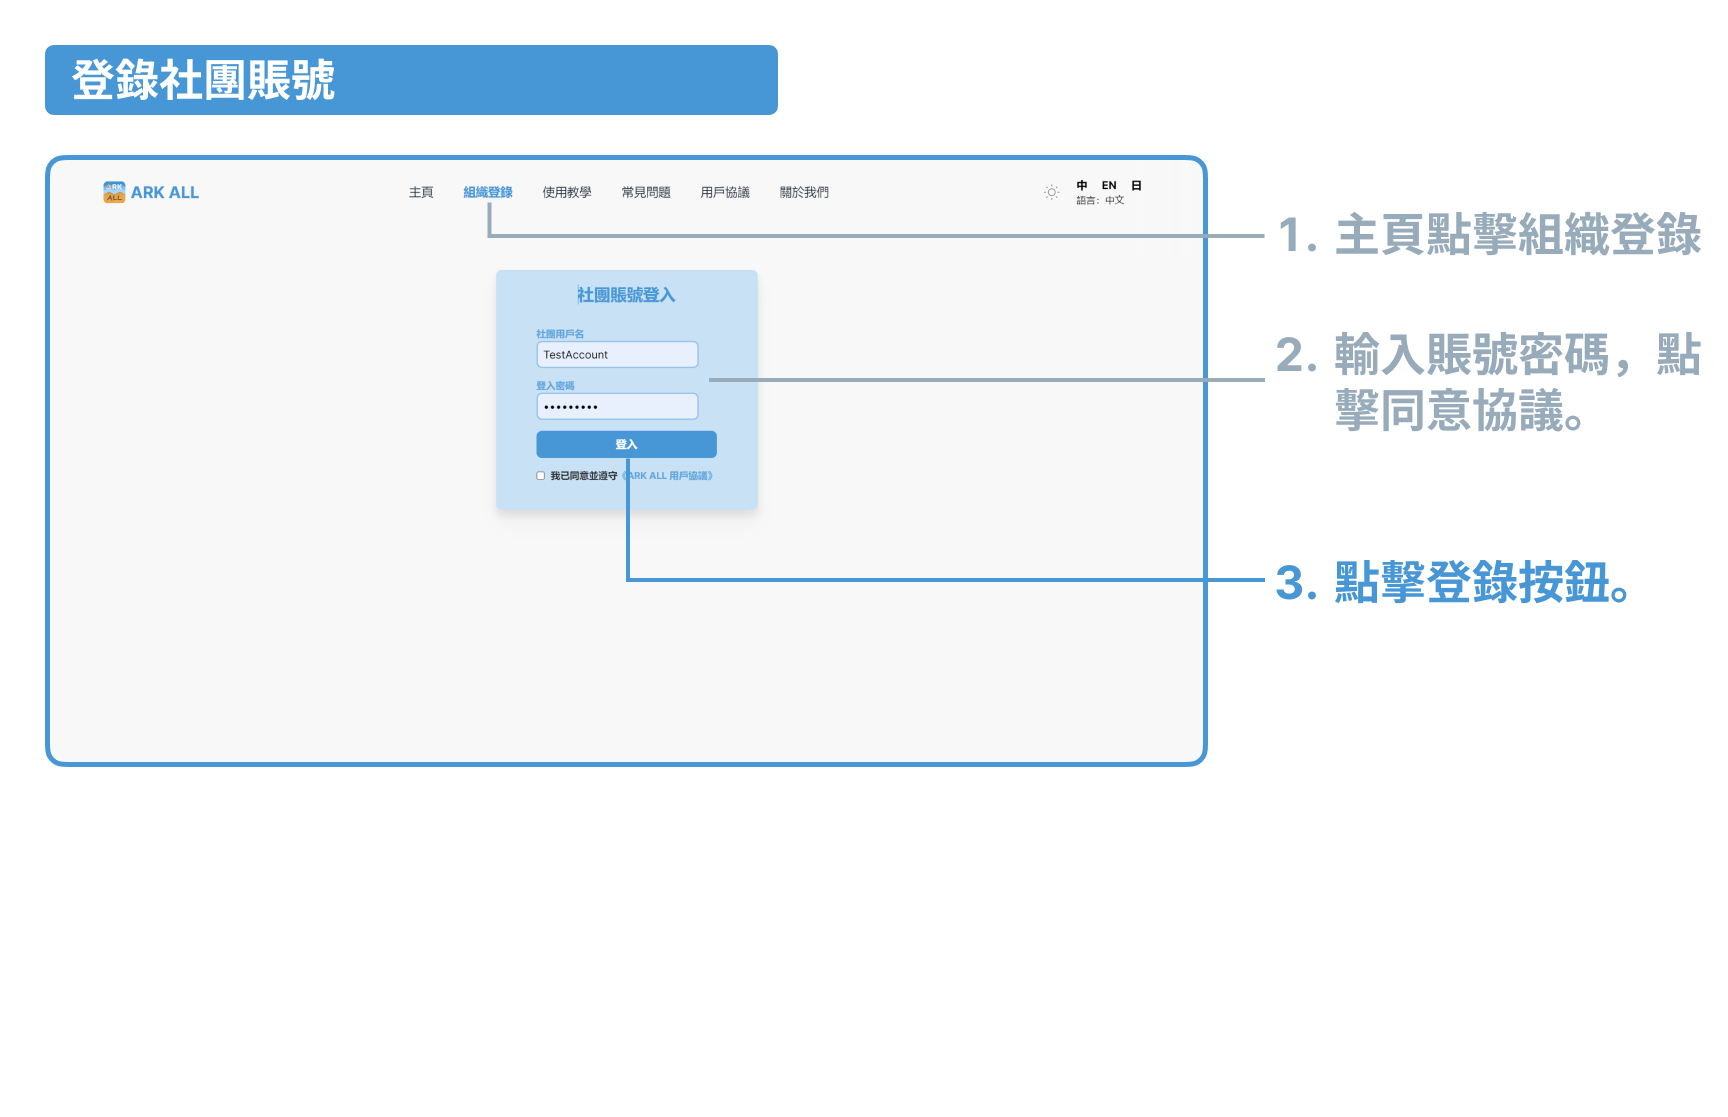 登錄社團賬號
ARK ALL
ARK ALL
主頁 組織登錄 使用教學 常見問題 用戶協議 關於我們
中 EN 日
語言：中文
1. 主頁點擊組織登錄
社團賬號登入
社團用戶名
TestAccount
登入密碼
•••••••••
登入
我已同意並遵守《ARK ALL 用戶協議》
2. 輸入賬號密碼，點
擊同意協議。
3. 點擊登錄按鈕。